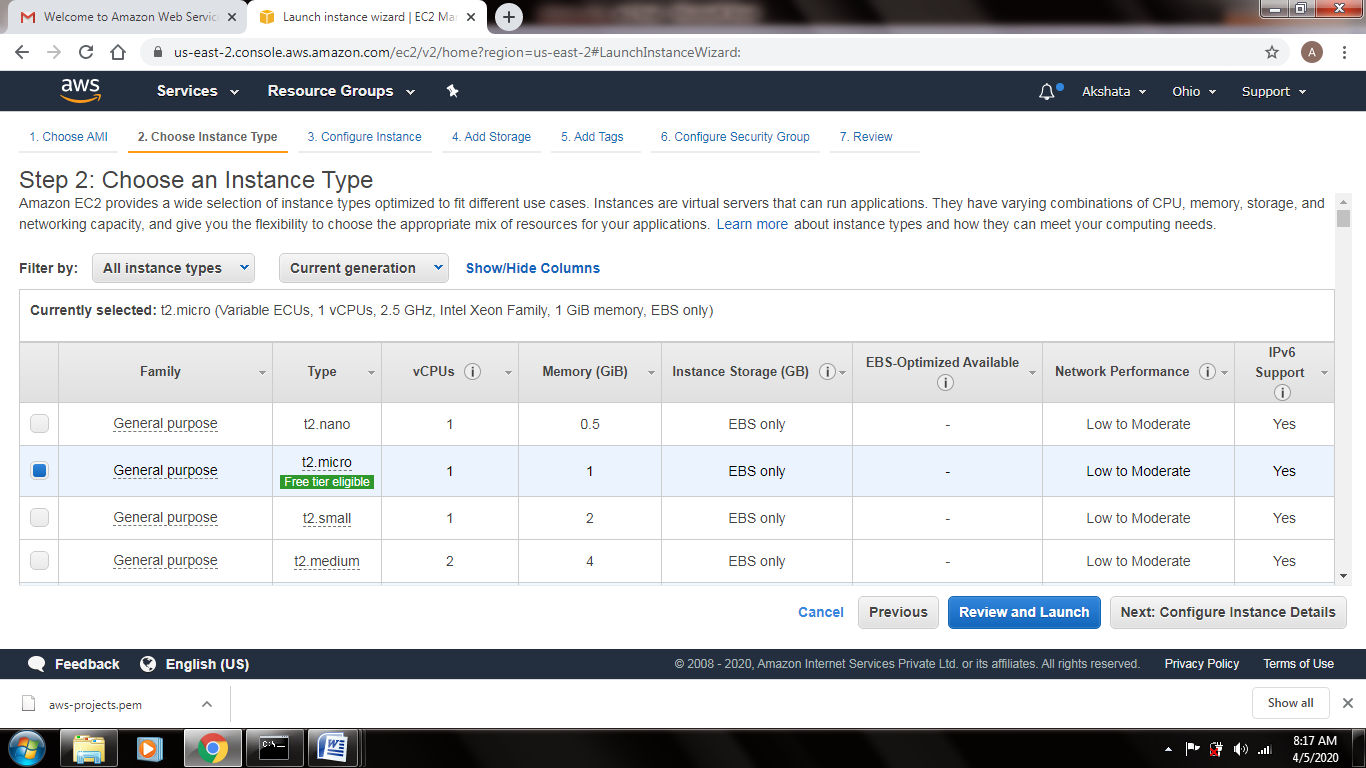 Welcome to Amazon Web Servic
Launch instance wizard | EC2 Ma
us-east-2.console.aws.amazon.com/ec2/v2/home?region=us-east-2#LaunchInstanceWizard:
A
aws
Services
Resource Groups
Akshata
Ohio
Support
1. Choose AMI
2. Choose Instance Type
3. Configure Instance
4. Add Storage
5. Add Tags
6. Configure Security Group
7. Review
Step 2: Choose an Instance Type
Amazon EC2 provides a wide selection of instance types optimized to fit different use cases. Instances are virtual servers that can run applications. They have varying combinations of CPU, memory, storage, and
networking capacity, and give you the flexibility to choose the appropriate mix of resources for your applications. Learn more about instance types and how they can meet your computing needs.
Filter by: All instance types Current generation Show/Hide Columns
Currently selected: t2.micro (Variable ECUs, 1 vCPUs, 2.5 GHz, Intel Xeon Family, 1 GiB memory, EBS only)
Family Type vCPUs i Memory (GiB) Instance Storage (GB) i EBS-Optimized Available i Network Performance i IPv6 Support i
General purpose t2.nano 1 0.5 EBS only - Low to Moderate Yes
General purpose t2.micro 1 1 EBS only - Low to Moderate Yes
Free tier eligible
General purpose t2.small 1 2 EBS only - Low to Moderate Yes
General purpose t2.medium 2 4 EBS only - Low to Moderate Yes
Cancel Previous Review and Launch Next: Configure Instance Details
Feedback English (US)
© 2008 - 2020, Amazon Internet Services Private Ltd. or its affiliates. All rights reserved. Privacy Policy Terms of Use
aws-projects.pem
Show all
C:\
W
8:17 AM
4/5/2020